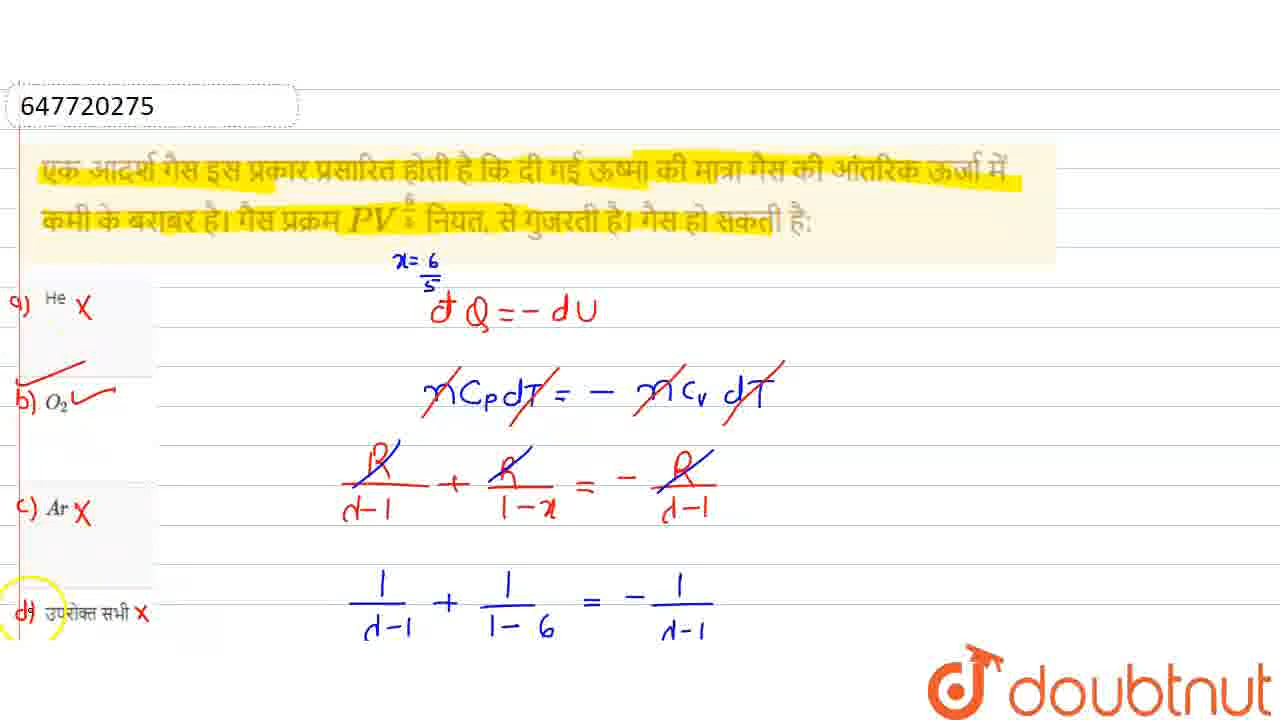 647720275
एक आदर्श गैस इस प्रकार प्रसारित होती है कि दी गई ऊष्मा की मात्रा गैस की आंतरिक ऊर्जा में
कमी के बराबर है। गैस प्रक्रम PV^{6/5} नियत, से गुजरती है। गैस हो सकती है:
x = 6/5
a) He X
dQ = - dU
nCp dT = - nCv dT
b) O₂ ✓
R/(γ-1) + R/(1-x) = - R/(γ-1)
c) Ar X
1/(γ-1) + 1/(1- 6 = - 1/(γ-1)
d) उपरोक्त सभी X
doubtnut